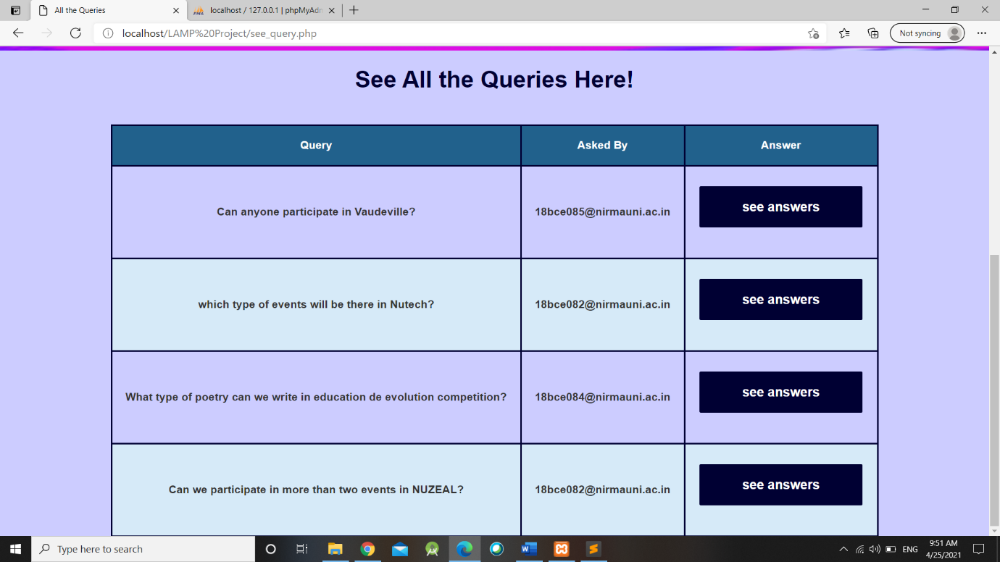 All the Queries
localhost / 127.0.0.1 | phpMyAdm
localhost/LAMP%20Project/see_query.php
Not syncing
See All the Queries Here!
Query Asked By Answer
Can anyone participate in Vaudeville? 18bce085@nirmauni.ac.in see answers
which type of events will be there in Nutech? 18bce082@nirmauni.ac.in see answers
What type of poetry can we write in education de evolution competition? 18bce084@nirmauni.ac.in see answers
Can we participate in more than two events in NUZEAL? 18bce082@nirmauni.ac.in see answers
Type here to search
ENG
9:51 AM
4/25/2021